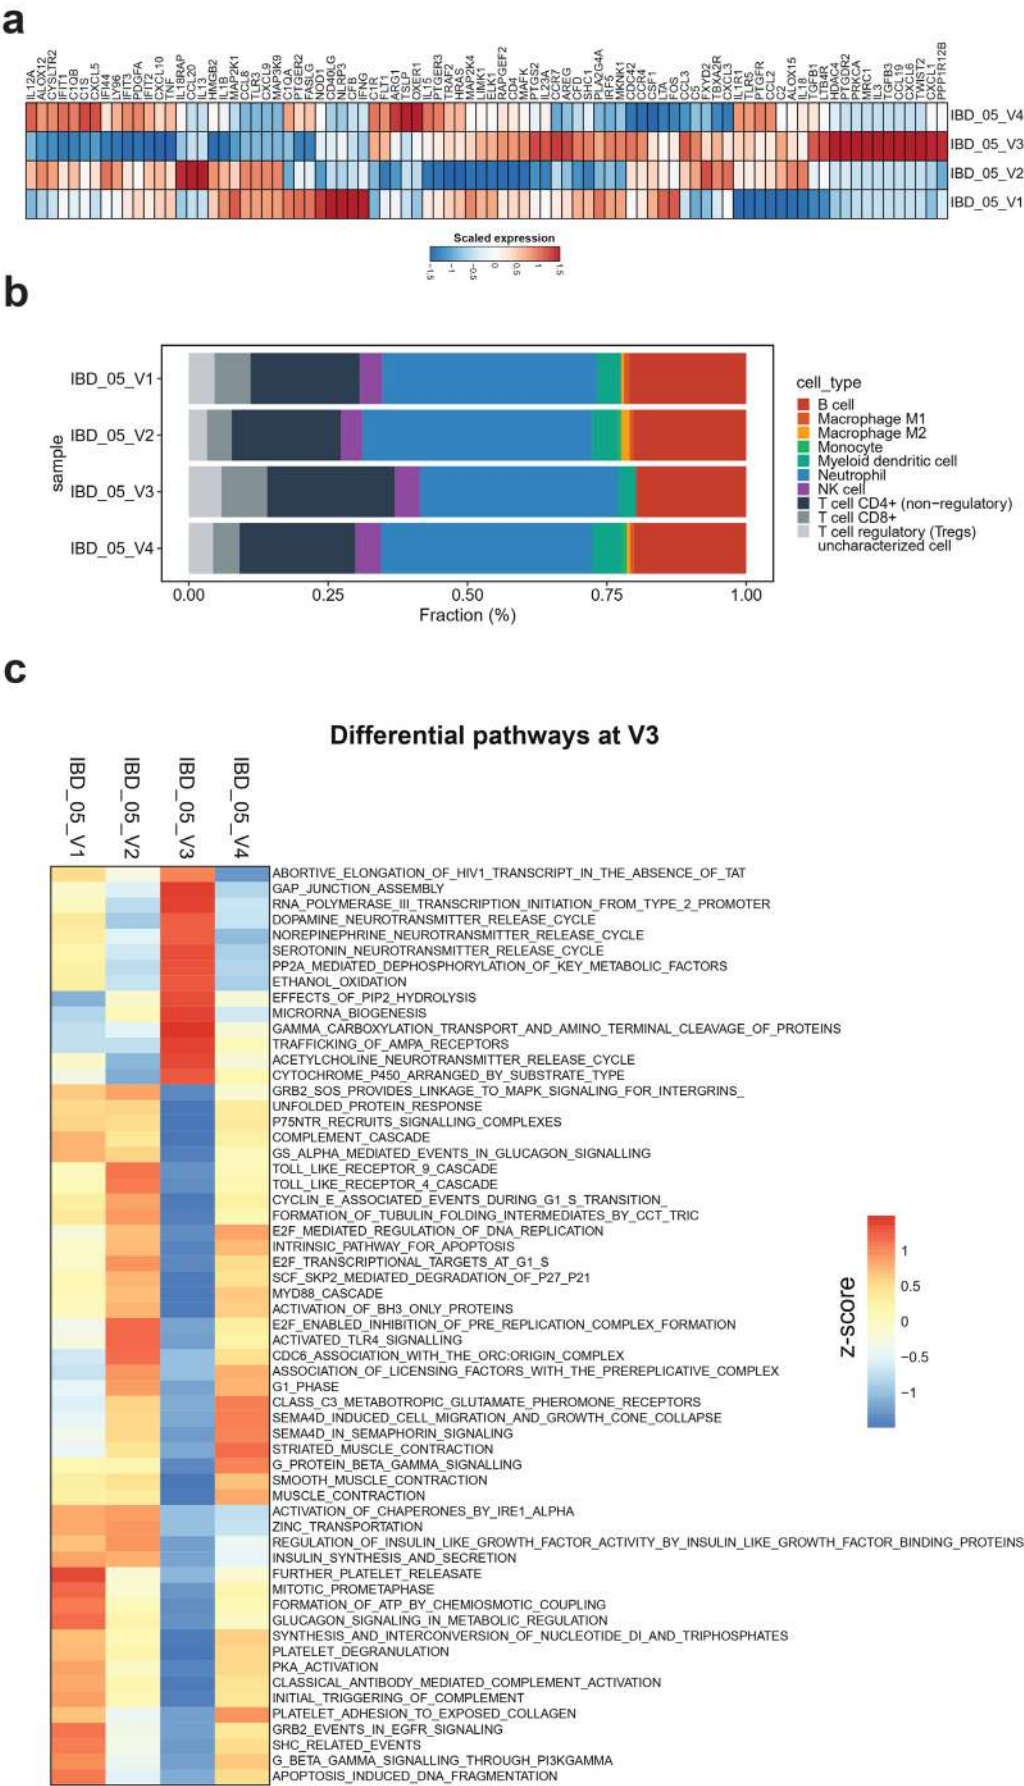 a
IL12A
ALOX12
CYSLTR2
IFIT1
C1QB
C1S
CXCL5
IFI44
LY96
IFIT3
PDGFA
IFIT2
CXCL10
TNF
IL18RAP
CCL20
IL13
HMGB2
IL1B
MAP2K1
CCL8
TLR3
CXCL9
MAP3K9
C1QA
PTGER2
FASLG
NOD1
CD40LG
NLRP3
CFB
IFNG
C1R
FLT1
ARG1
TSLP
OXER1
IL15
PTGER3
TRAF2
HRAS
MAP2K4
LIMK1
ELK1
RAPGEF2
CD4
MAFK
PTGS2
IL23A
CCR7
AREG
CFD
SHC1
PLA2G4A
IRF5
MKNK1
CDC42
CCR4
CSF1
LTA
FOS
CCL3
C5
FXYD2
TBXA2R
CXCL3
IL1R1
TLR5
PTGFR
CCL2
C2
ALOX15
IL18
TGFB1
LTB4R
HDAC4
PTGDR2
PRKCA
MRC1
IL3
TGFB3
CCL19
CXCL8
TWIST2
CXCL1
PPP1R12B
IBD_05_V4
IBD_05_V3
IBD_05_V2
IBD_05_V1
Scaled expression
-1.5
-1
-0.5
0
0.5
1
1.5
b
IBD_05_V1
IBD_05_V2
IBD_05_V3
IBD_05_V4
sample
0.00
0.25
0.50
0.75
1.00
Fraction (%)
cell_type
B cell
Macrophage M1
Macrophage M2
Monocyte
Myeloid dendritic cell
Neutrophil
NK cell
T cell CD4+ (non−regulatory)
T cell CD8+
T cell regulatory (Tregs)
uncharacterized cell
c
Differential pathways at V3
IBD_05_V1
IBD_05_V2
IBD_05_V3
IBD_05_V4
ABORTIVE_ELONGATION_OF_HIV1_TRANSCRIPT_IN_THE_ABSENCE_OF_TAT
GAP_JUNCTION_ASSEMBLY
RNA_POLYMERASE_III_TRANSCRIPTION_INITIATION_FROM_TYPE_2_PROMOTER
DOPAMINE_NEUROTRANSMITTER_RELEASE_CYCLE
NOREPINEPHRINE_NEUROTRANSMITTER_RELEASE_CYCLE
SEROTONIN_NEUROTRANSMITTER_RELEASE_CYCLE
PP2A_MEDIATED_DEPHOSPHORYLATION_OF_KEY_METABOLIC_FACTORS
ETHANOL_OXIDATION
EFFECTS_OF_PIP2_HYDROLYSIS
MICRORNA_BIOGENESIS
GAMMA_CARBOXYLATION_TRANSPORT_AND_AMINO_TERMINAL_CLEAVAGE_OF_PROTEINS
TRAFFICKING_OF_AMPA_RECEPTORS
ACETYLCHOLINE_NEUROTRANSMITTER_RELEASE_CYCLE
CYTOCHROME_P450_ARRANGED_BY_SUBSTRATE_TYPE
GRB2_SOS_PROVIDES_LINKAGE_TO_MAPK_SIGNALING_FOR_INTERGRINS_
UNFOLDED_PROTEIN_RESPONSE
P75NTR_RECRUITS_SIGNALLING_COMPLEXES
COMPLEMENT_CASCADE
GS_ALPHA_MEDIATED_EVENTS_IN_GLUCAGON_SIGNALLING
TOLL_LIKE_RECEPTOR_9_CASCADE
TOLL_LIKE_RECEPTOR_4_CASCADE
CYCLIN_E_ASSOCIATED_EVENTS_DURING_G1_S_TRANSITION_
FORMATION_OF_TUBULIN_FOLDING_INTERMEDIATES_BY_CCT_TRIC
E2F_MEDIATED_REGULATION_OF_DNA_REPLICATION
INTRINSIC_PATHWAY_FOR_APOPTOSIS
E2F_TRANSCRIPTIONAL_TARGETS_AT_G1_S
SCF_SKP2_MEDIATED_DEGRADATION_OF_P27_P21
MYD88_CASCADE
ACTIVATION_OF_BH3_ONLY_PROTEINS
E2F_ENABLED_INHIBITION_OF_PRE_REPLICATION_COMPLEX_FORMATION
ACTIVATED_TLR4_SIGNALLING
CDC6_ASSOCIATION_WITH_THE_ORC:ORIGIN_COMPLEX
ASSOCIATION_OF_LICENSING_FACTORS_WITH_THE_PREREPLICATIVE_COMPLEX
G1_PHASE
CLASS_C3_METABOTROPIC_GLUTAMATE_PHEROMONE_RECEPTORS
SEMA4D_INDUCED_CELL_MIGRATION_AND_GROWTH_CONE_COLLAPSE
SEMA4D_IN_SEMAPHORIN_SIGNALING
STRIATED_MUSCLE_CONTRACTION
G_PROTEIN_BETA_GAMMA_SIGNALLING
SMOOTH_MUSCLE_CONTRACTION
MUSCLE_CONTRACTION
ACTIVATION_OF_CHAPERONES_BY_IRE1_ALPHA
ZINC_TRANSPORTATION
REGULATION_OF_INSULIN_LIKE_GROWTH_FACTOR_ACTIVITY_BY_INSULIN_LIKE_GROWTH_FACTOR_BINDING_PROTEINS
INSULIN_SYNTHESIS_AND_SECRETION
FURTHER_PLATELET_RELEASATE
MITOTIC_PROMETAPHASE
FORMATION_OF_ATP_BY_CHEMIOSMOTIC_COUPLING
GLUCAGON_SIGNALING_IN_METABOLIC_REGULATION
SYNTHESIS_AND_INTERCONVERSION_OF_NUCLEOTIDE_DI_AND_TRIPHOSPHATES
PLATELET_DEGRANULATION
PKA_ACTIVATION
CLASSICAL_ANTIBODY_MEDIATED_COMPLEMENT_ACTIVATION
INITIAL_TRIGGERING_OF_COMPLEMENT
PLATELET_ADHESION_TO_EXPOSED_COLLAGEN
GRB2_EVENTS_IN_EGFR_SIGNALING
SHC_RELATED_EVENTS
G_BETA_GAMMA_SIGNALLING_THROUGH_PI3KGAMMA
APOPTOSIS_INDUCED_DNA_FRAGMENTATION
z-score
1
0.5
0
−0.5
−1